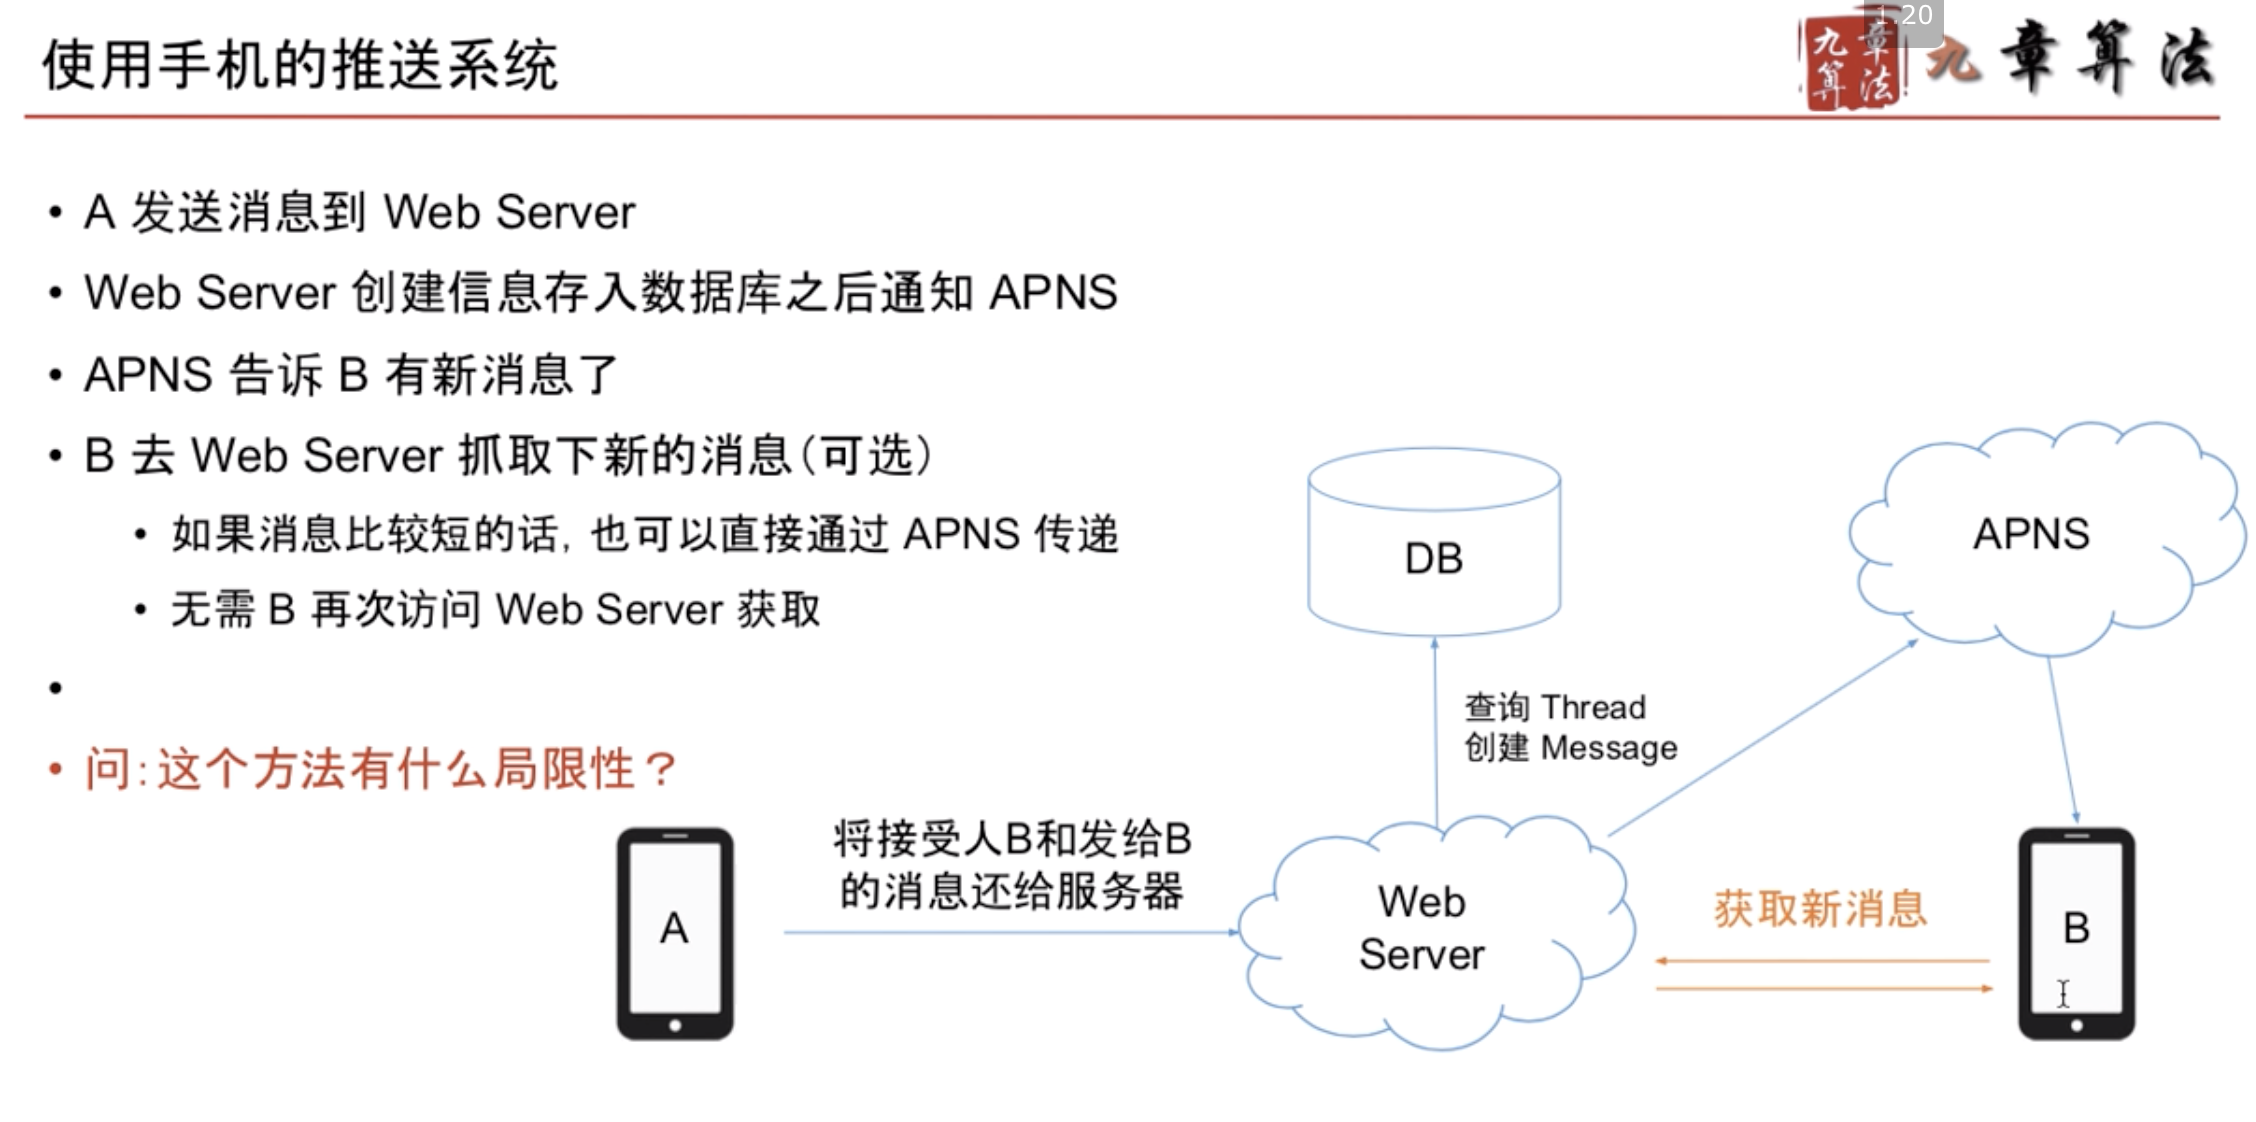 使用手机的推送系统
1.20
九章算法
九章算法
• A 发送消息到 Web Server
• Web Server 创建信息存入数据库之后通知 APNS
• APNS 告诉 B 有新消息了
• B 去 Web Server 抓取下新的消息(可选)
• 如果消息比较短的话, 也可以直接通过 APNS 传递
• 无需 B 再次访问 Web Server 获取
•
• 问:这个方法有什么局限性？
DB
APNS
查询 Thread
创建 Message
将接受人B和发给B
的消息还给服务器
A
Web
Server
获取新消息
B